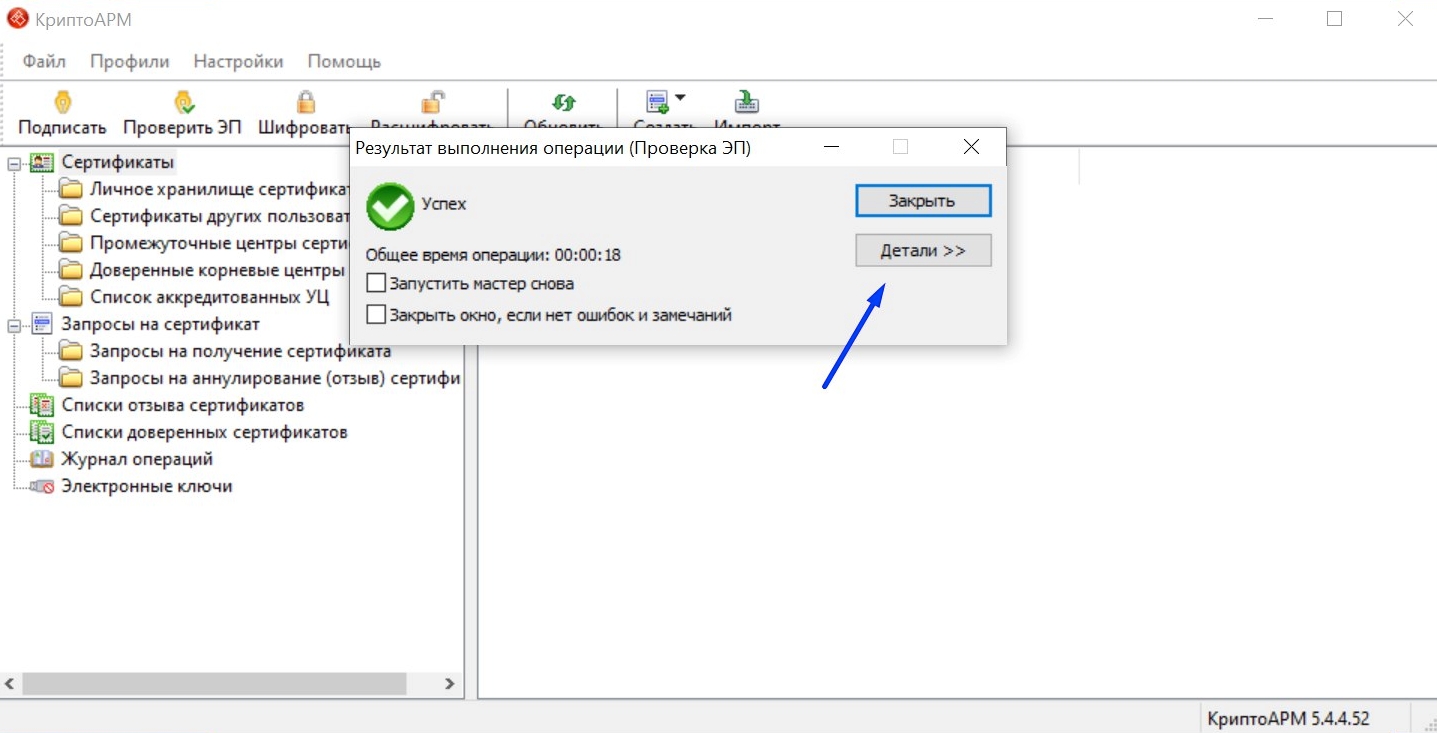 КриптоАРМ
Файл Профили Настройки Помощь
Подписать Проверить ЭП Шифровать Расшифровать Обновить Создать Импорт
Результат выполнения операции (Проверка ЭП)
Успех
Закрыть
Детали >>
Общее время операции: 00:00:18
Запустить мастер снова
Закрыть окно, если нет ошибок и замечаний
Сертификаты
Личное хранилище сертифика
Сертификаты других пользоват
Промежуточные центры серти
Доверенные корневые центры
Список аккредитованных УЦ
Запросы на сертификат
Запросы на получение сертификата
Запросы на аннулирование (отзыв) сертифи
Списки отзыва сертификатов
Списки доверенных сертификатов
Журнал операций
Электронные ключи
КриптоАРМ 5.4.4.52